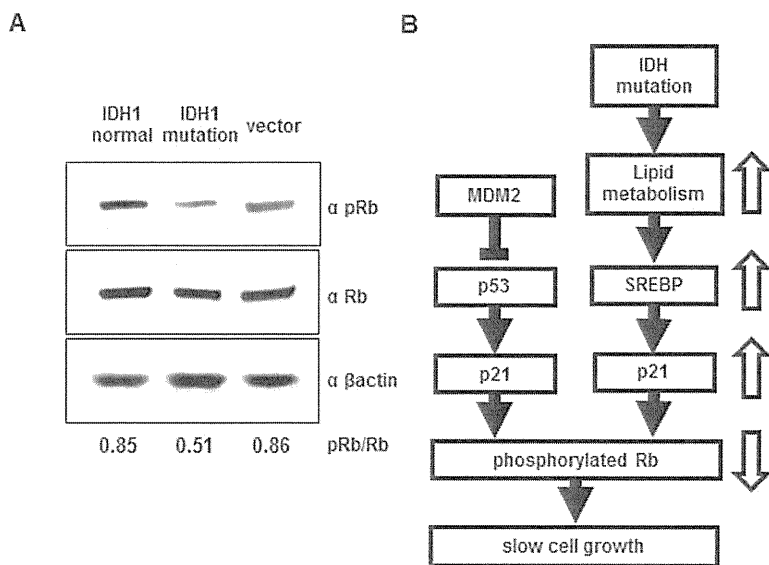 A
IDH1 normal
IDH1 mutation
vector
α pRb
α Rb
α βactin
0.85 0.51 0.86 pRb/Rb
B
IDH
mutation
Lipid
metabolism
MDM2
p53
SREBP
p21
p21
phosphorylated Rb
slow cell growth